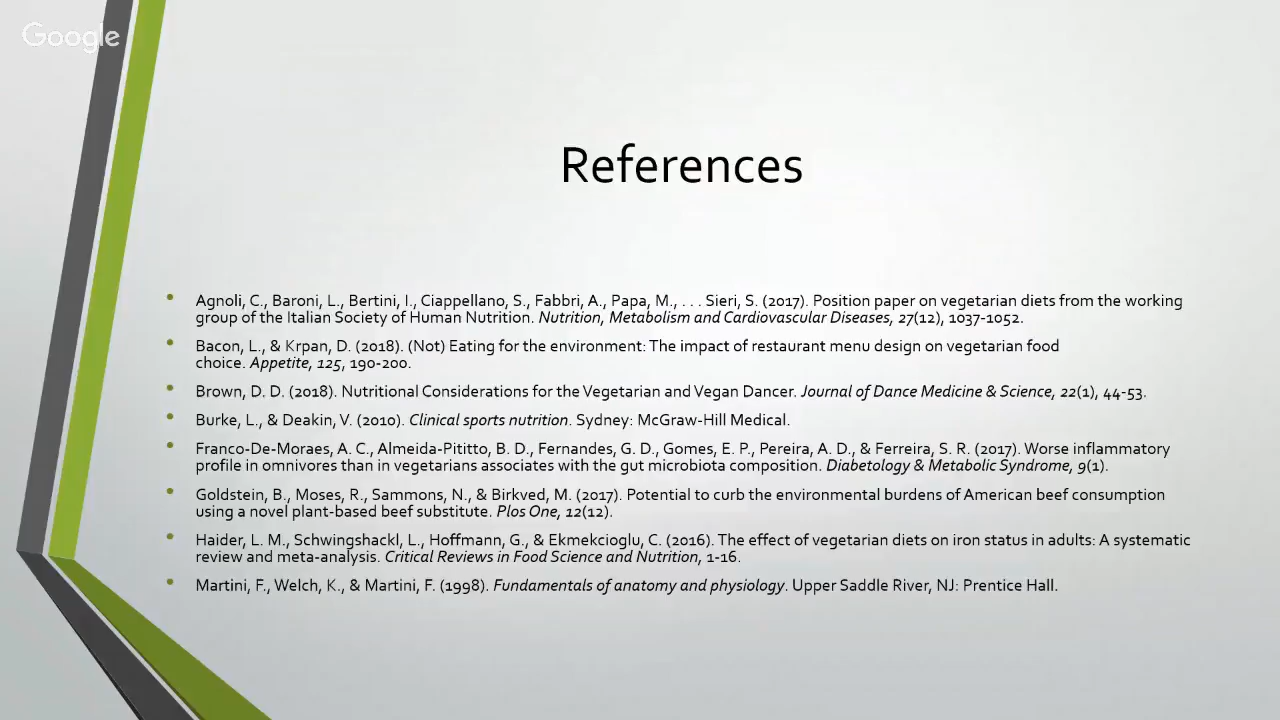 Google
References
Agnoli, C., Baroni, L., Bertini, I., Ciappellano, S., Fabbri, A., Papa, M., . . . Sieri, S. (2017). Position paper on vegetarian diets from the working
group of the Italian Society of Human Nutrition. Nutrition, Metabolism and Cardiovascular Diseases, 27(12), 1037-1052.
Bacon, L., & Krpan, D. (2018). (Not) Eating for the environment: The impact of restaurant menu design on vegetarian food
choice. Appetite, 125, 190-200.
Brown, D. D. (2018). Nutritional Considerations for the Vegetarian and Vegan Dancer. Journal of Dance Medicine & Science, 22(1), 44-53.
Burke, L., & Deakin, V. (2010). Clinical sports nutrition. Sydney: McGraw-Hill Medical.
Franco-De-Moraes, A. C., Almeida-Pititto, B. D., Fernandes, G. D., Gomes, E. P., Pereira, A. D., & Ferreira, S. R. (2017). Worse inflammatory
profile in omnivores than in vegetarians associates with the gut microbiota composition. Diabetology & Metabolic Syndrome, 9(1).
Goldstein, B., Moses, R., Sammons, N., & Birkved, M. (2017). Potential to curb the environmental burdens of American beef consumption
using a novel plant-based beef substitute. Plos One, 12(12).
Haider, L. M., Schwingshackl, L., Hoffmann, G., & Ekmekcioglu, C. (2016). The effect of vegetarian diets on iron status in adults: A systematic
review and meta-analysis. Critical Reviews in Food Science and Nutrition, 1-16.
Martini, F., Welch, K., & Martini, F. (1998). Fundamentals of anatomy and physiology. Upper Saddle River, NJ: Prentice Hall.